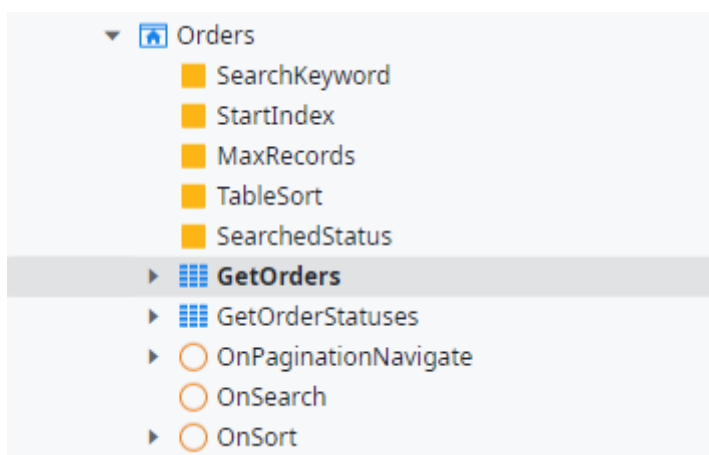 Orders
SearchKeyword
StartIndex
MaxRecords
TableSort
SearchedStatus
GetOrders
GetOrderStatuses
OnPaginationNavigate
OnSearch
OnSort